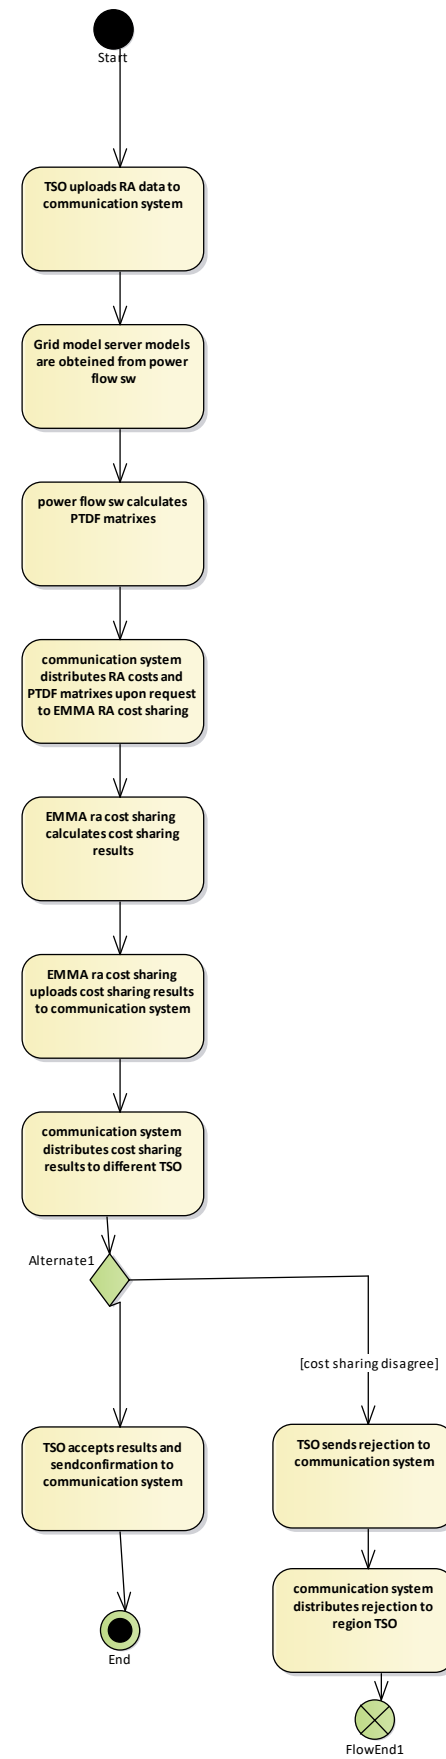 Start
TSO uploads RA data to
communication system
Grid model server models
are obteined from power
flow sw
power flow sw calculates
PTDF matrixes
communication system
distributes RA costs and
PTDF matrixes upon request
to EMMA RA cost sharing
EMMA ra cost sharing
calculates cost sharing
results
EMMA ra cost sharing
uploads cost sharing results
to communication system
communication system
distributes cost sharing
results to different TSO
Alternate1
[cost sharing disagree]
TSO accepts results and
sendconfirmation to
communication system
TSO sends rejection to
communication system
communication system
distributes rejection to
region TSO
End
FlowEnd1